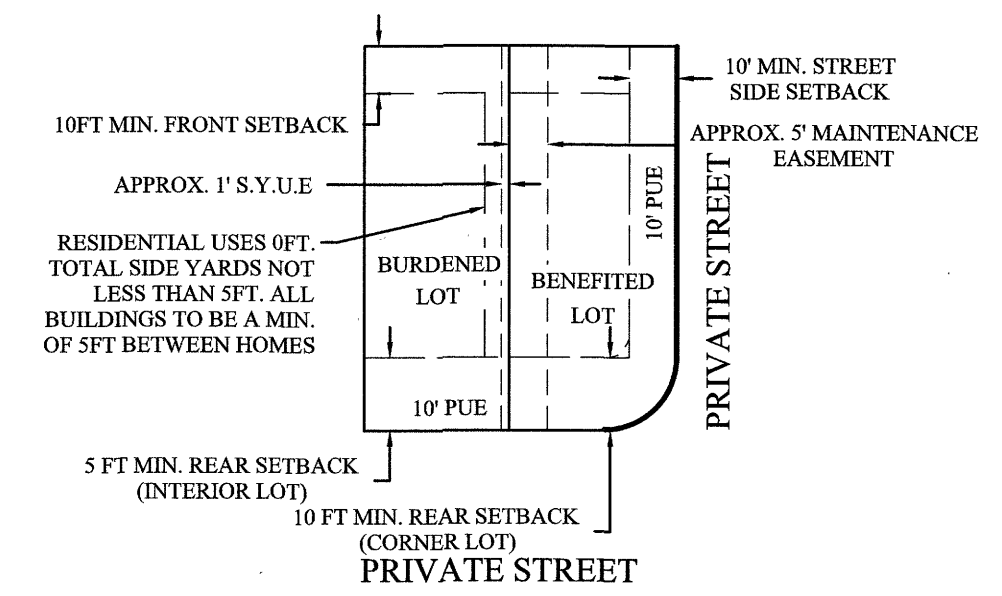 10' MIN. STREET
SIDE SETBACK
10FT MIN. FRONT SETBACK
APPROX. 5' MAINTENANCE
EASEMENT
APPROX. 1' S.Y.U.E
10' PUE
PRIVATE STREET
RESIDENTIAL USES 0FT.
TOTAL SIDE YARDS NOT
LESS THAN 5FT. ALL
BUILDINGS TO BE A MIN.
OF 5FT BETWEEN HOMES
BURDENED
LOT
BENEFITED
LOT
10' PUE
5 FT MIN. REAR SETBACK
(INTERIOR LOT)
10 FT MIN. REAR SETBACK
(CORNER LOT)
PRIVATE STREET